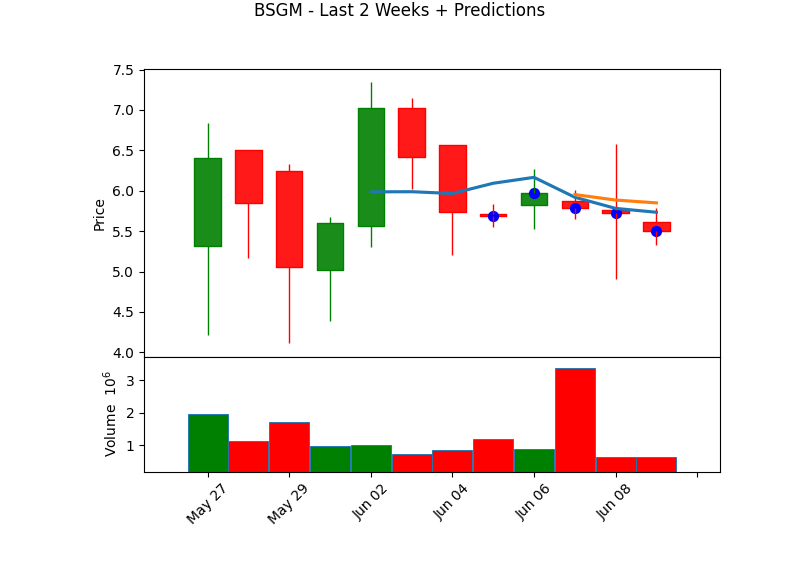 BSGM - Last 2 Weeks + Predictions
7.5
7.0
6.5
6.0
5.5
5.0
4.5
4.0
Price
3
2
1
Volume 10^6
May 27
May 29
Jun 02
Jun 04
Jun 06
Jun 08